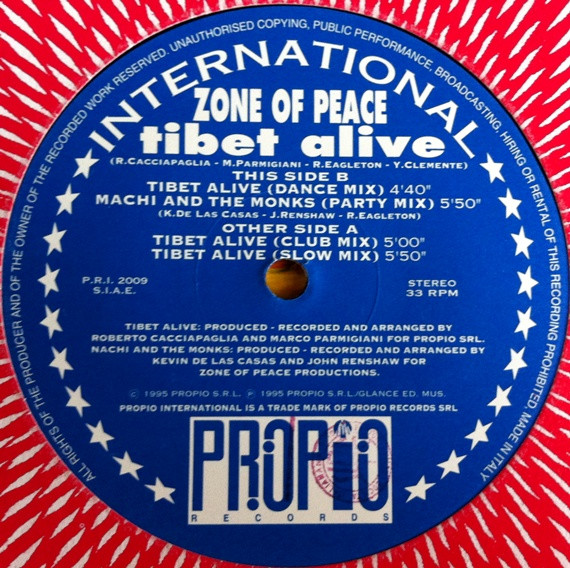 ALL RIGHTS OF THE PRODUCER AND OF THE OWNER OF THE RECORDED WORK RESERVED. UNAUTHORISED COPYING, PUBLIC PERFORMANCE, BROADCASTING, HIRING OR RENTAL OF THIS RECORDING PROHIBITED. MADE IN ITALY
INTERNATIONAL
ZONE OF PEACE
tibet alive
(R.CACCIAPAGLIA - M.PARMIGIANI - R.EAGLETON - Y.CLEMENTE)
THIS SIDE B
TIBET ALIVE (DANCE MIX) 4'40"
MACHI AND THE MONKS (PARTY MIX) 5'50"
(K.DE LAS CASAS - J.RENSHAW - R.EAGLETON)
OTHER SIDE A
TIBET ALIVE (CLUB MIX) 5'00"
TIBET ALIVE (SLOW MIX) 5'50"
P.R.I. 2009
S.I.A.E.
STEREO
33 RPM
TIBET ALIVE: PRODUCED - RECORDED AND ARRANGED BY
ROBERTO CACCIAPAGLIA AND MARCO PARMIGIANI FOR PROPIO SRL.
NACHI AND THE MONKS: PRODUCED - RECORDED AND ARRANGED BY
KEVIN DE LAS CASAS AND JOHN RENSHAW FOR
ZONE OF PEACE PRODUCTIONS.
© 1995 PROPIO S.R.L. ℗ 1995 PROPIO S.R.L./GLANCE ED. MUS.
PROPIO INTERNATIONAL IS A TRADE MARK OF PROPIO RECORDS SRL
PROPIO
RECORDS